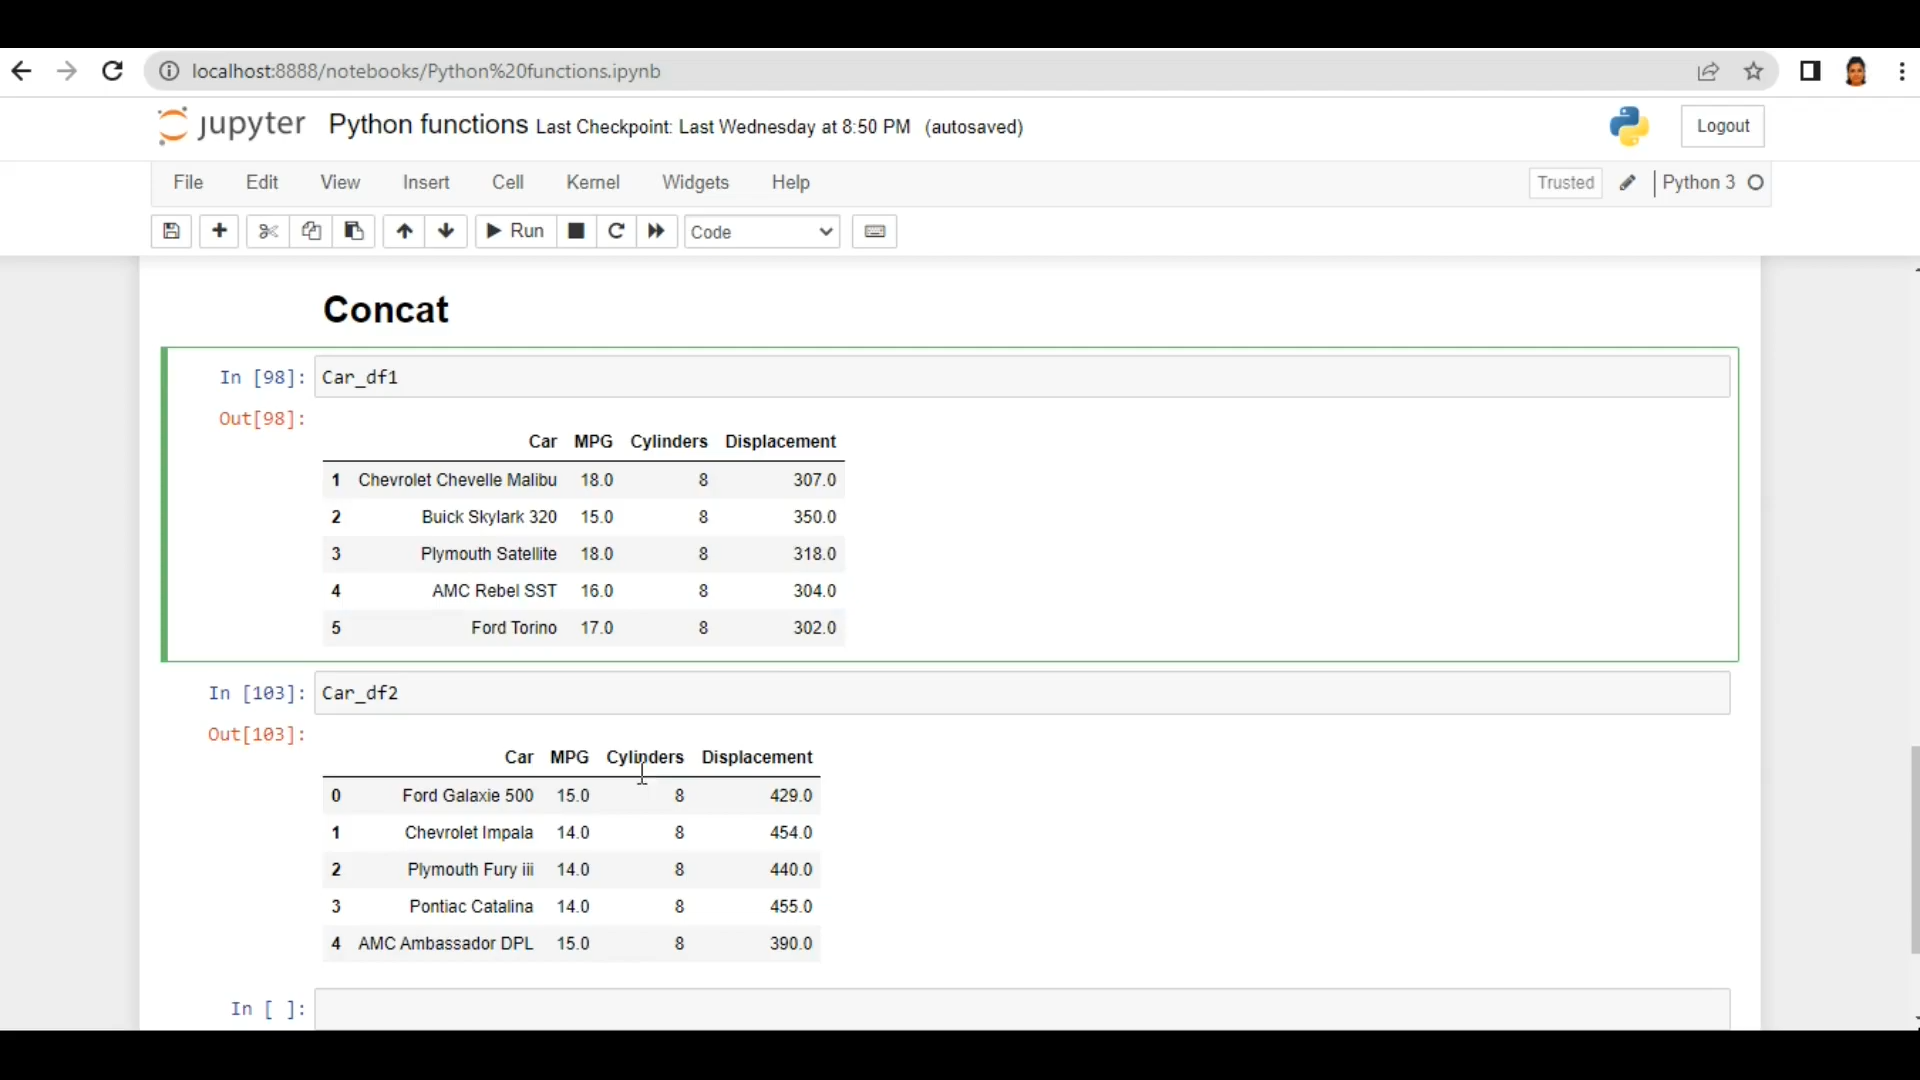 localhost:8888/notebooks/Python%20functions.ipynb
jupyter Python functions Last Checkpoint: Last Wednesday at 8:50 PM (autosaved) Logout
File Edit View Insert Cell Kernel Widgets Help Trusted Python 3
Run Code
Concat
In [98]: Car_df1
Out[98]:
Car MPG Cylinders Displacement
1 Chevrolet Chevelle Malibu 18.0 8 307.0
2 Buick Skylark 320 15.0 8 350.0
3 Plymouth Satellite 18.0 8 318.0
4 AMC Rebel SST 16.0 8 304.0
5 Ford Torino 17.0 8 302.0
In [103]: Car_df2
Out[103]:
Car MPG Cylinders Displacement
0 Ford Galaxie 500 15.0 8 429.0
1 Chevrolet Impala 14.0 8 454.0
2 Plymouth Fury iii 14.0 8 440.0
3 Pontiac Catalina 14.0 8 455.0
4 AMC Ambassador DPL 15.0 8 390.0
In [ ]: